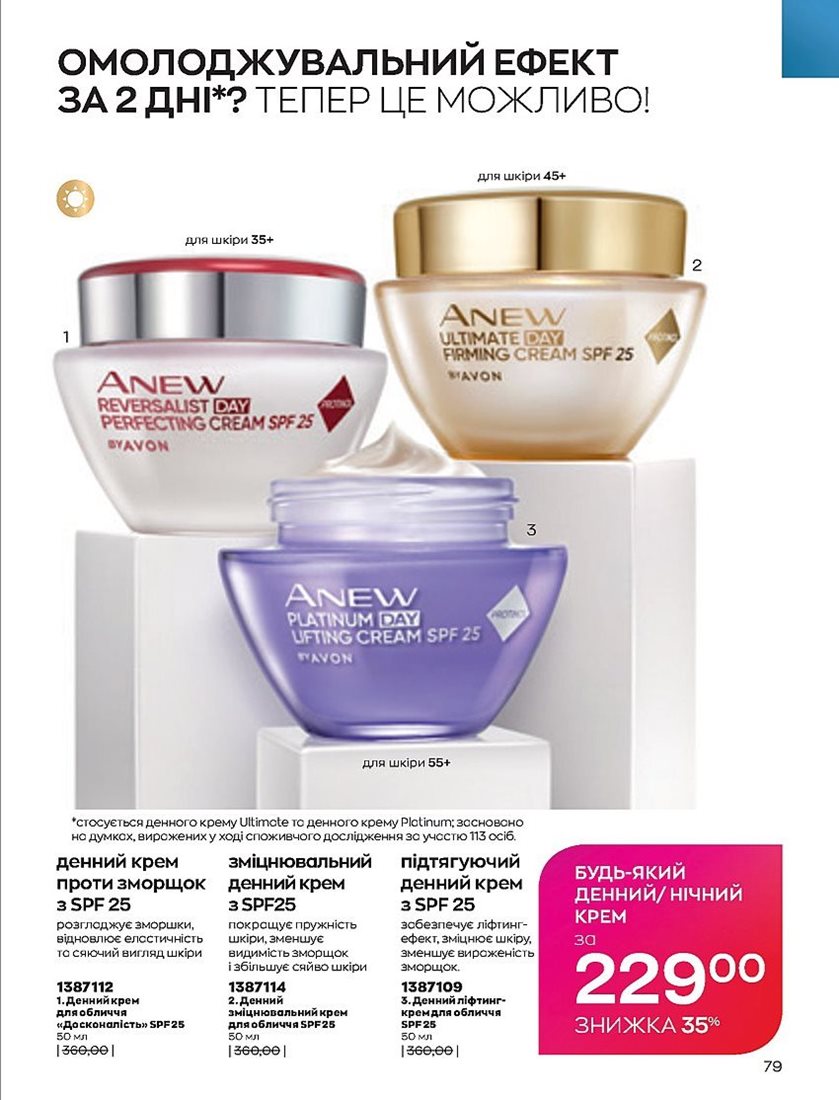 ОМОЛОДЖУВАЛЬНИЙ ЕФЕКТ
ЗА 2 ДНІ*? ТЕПЕР ЦЕ МОЖЛИВО!
для шкіри 45+
для шкіри 35+
2
1
ANEW
ULTIMATE DAY
FIRMING CREAM SPF 25
BY AVON
PROTINOL
ANEW
REVERSALIST DAY
PERFECTING CREAM SPF 25
BY AVON
PROTINOL
3
ANEW
PLATINUM DAY
LIFTING CREAM SPF 25
BY AVON
PROTINOL
для шкіри 55+
*стосується денного крему Ultimate та денного крему Platinum; засновано
на думках, виражених у ході споживчого дослідження за участю 113 осіб.
денний крем
проти зморщок
з SPF 25
розгладжує зморшки,
відновлює еластичність
та сяючий вигляд шкіри
1387112
1. Денний крем
для обличчя
«Досконалість» SPF25
50 мл
| 360,00 |
зміцнювальний
денний крем
з SPF25
покращує пружність
шкіри, зменшує
видимість зморщок
і збільшує сяйво шкіри
1387114
2. Денний
зміцнювальний крем
для обличчя SPF25
50 мл
| 360,00 |
підтягуючий
денний крем
з SPF 25
забезпечує ліфтинг-
ефект, зміцнює шкіру,
зменшує вираженість
зморщок.
1387109
3. Денний ліфтинг-
крем для обличчя
SPF25
50 мл
| 360,00 |
БУДЬ-ЯКИЙ
ДЕННИЙ/НІЧНИЙ
КРЕМ
за
229⁰⁰
ЗНИЖКА 35%
79